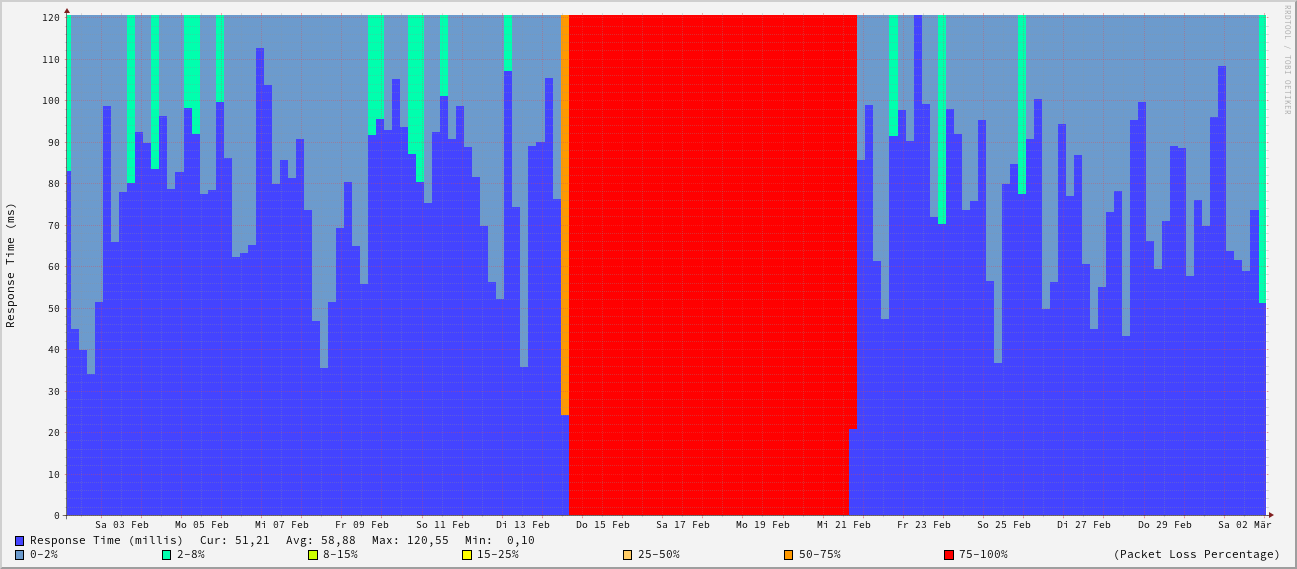 RRDTOOL / TOBI OETIKER
Response Time (ms)
120
110
100
90
80
70
60
50
40
30
20
10
0
Sa 03 Feb Mo 05 Feb Mi 07 Feb Fr 09 Feb So 11 Feb Di 13 Feb Do 15 Feb Sa 17 Feb Mo 19 Feb Mi 21 Feb Fr 23 Feb So 25 Feb Di 27 Feb Do 29 Feb Sa 02 Mär
Response Time (millis) Cur: 51,21 Avg: 58,88 Max: 120,55 Min: 0,10
0-2% 2-8% 8-15% 15-25% 25-50% 50-75% 75-100% (Packet Loss Percentage)